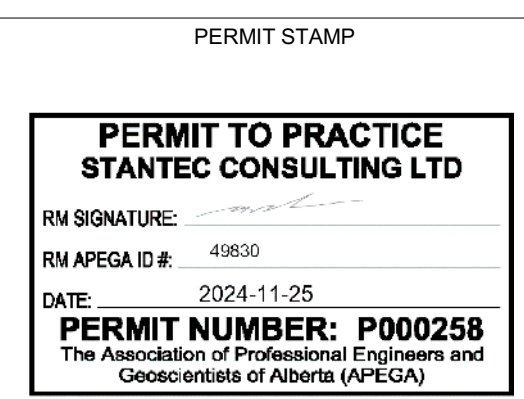 PERMIT STAMP
PERMIT TO PRACTICE
STANTEC CONSULTING LTD
RM SIGNATURE:
RM APEGA ID #: 49830
DATE: 2024-11-25
PERMIT NUMBER: P000258
The Association of Professional Engineers and
Geoscientists of Alberta (APEGA)